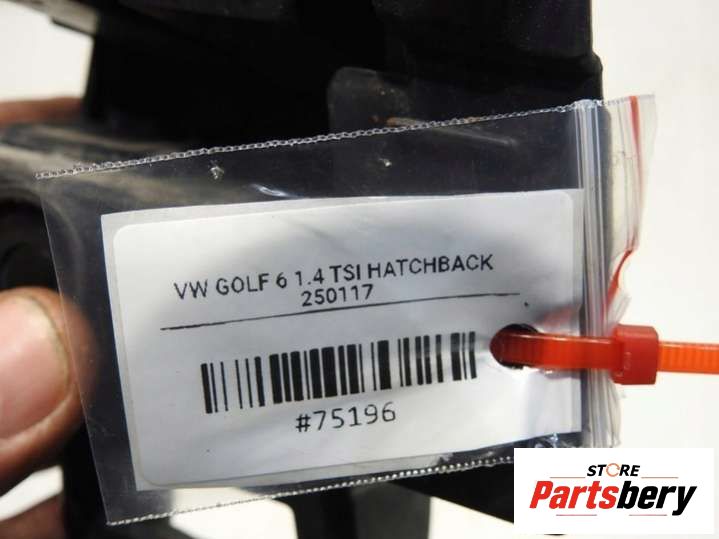 VW GOLF 6 1.4 TSI HATCHBACK
250117
#75196
STORE
Partsbery